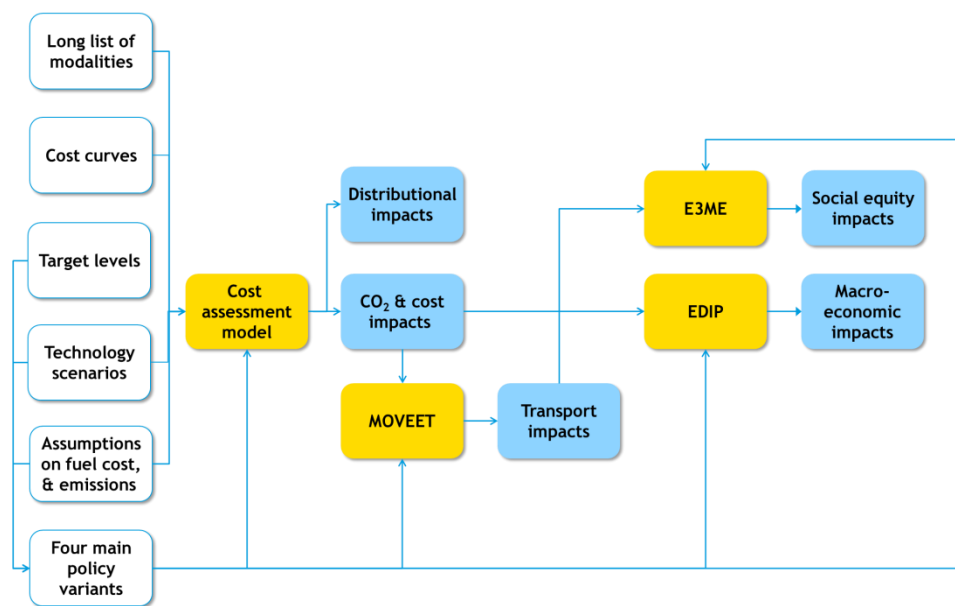 Long list of
modalities
Cost curves
Target levels
Technology
scenarios
Assumptions
on fuel cost,
& emissions
Four main
policy
variants
Cost
assessment
model
Distributional
impacts
CO₂ & cost
impacts
MOVEET
Transport
impacts
E3ME
EDIP
Social equity
impacts
Macro-
economic
impacts